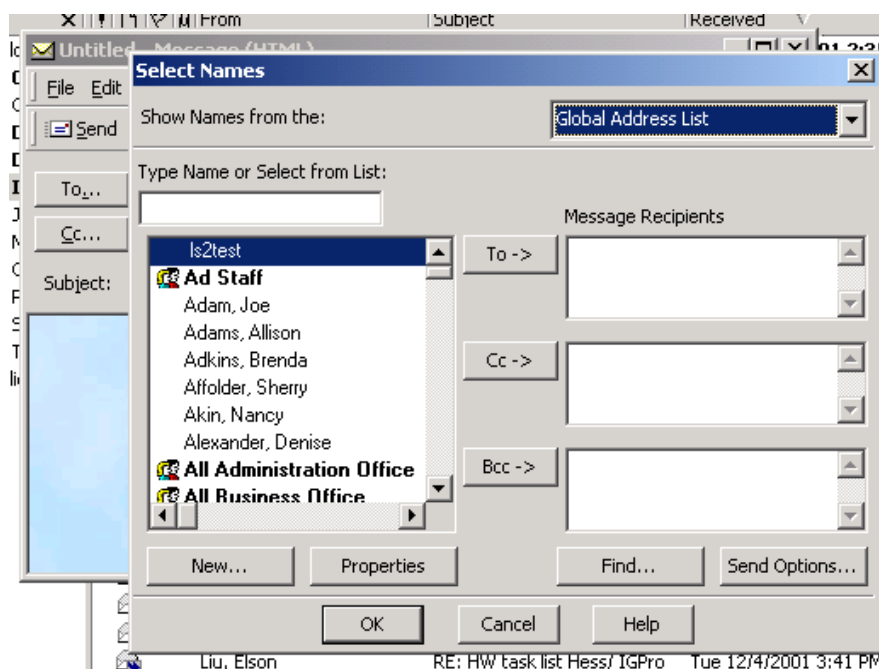 From Subject Received
Untitled - Message (HTML)
Select Names
File Edit
Show Names from the: Global Address List
Send
Type Name or Select from List:
To...
Message Recipients
Cc...
ls2test To ->
Ad Staff
Subject:
Adam, Joe
Adams, Allison
Adkins, Brenda Cc ->
Affolder, Sherry
Akin, Nancy
Alexander, Denise
All Administration Office Bcc ->
All Business Office
New... Properties Find... Send Options...
OK Cancel Help
Liu, Elson RE: HW task list Hess/ IGPro Tue 12/4/2001 3:41 PM